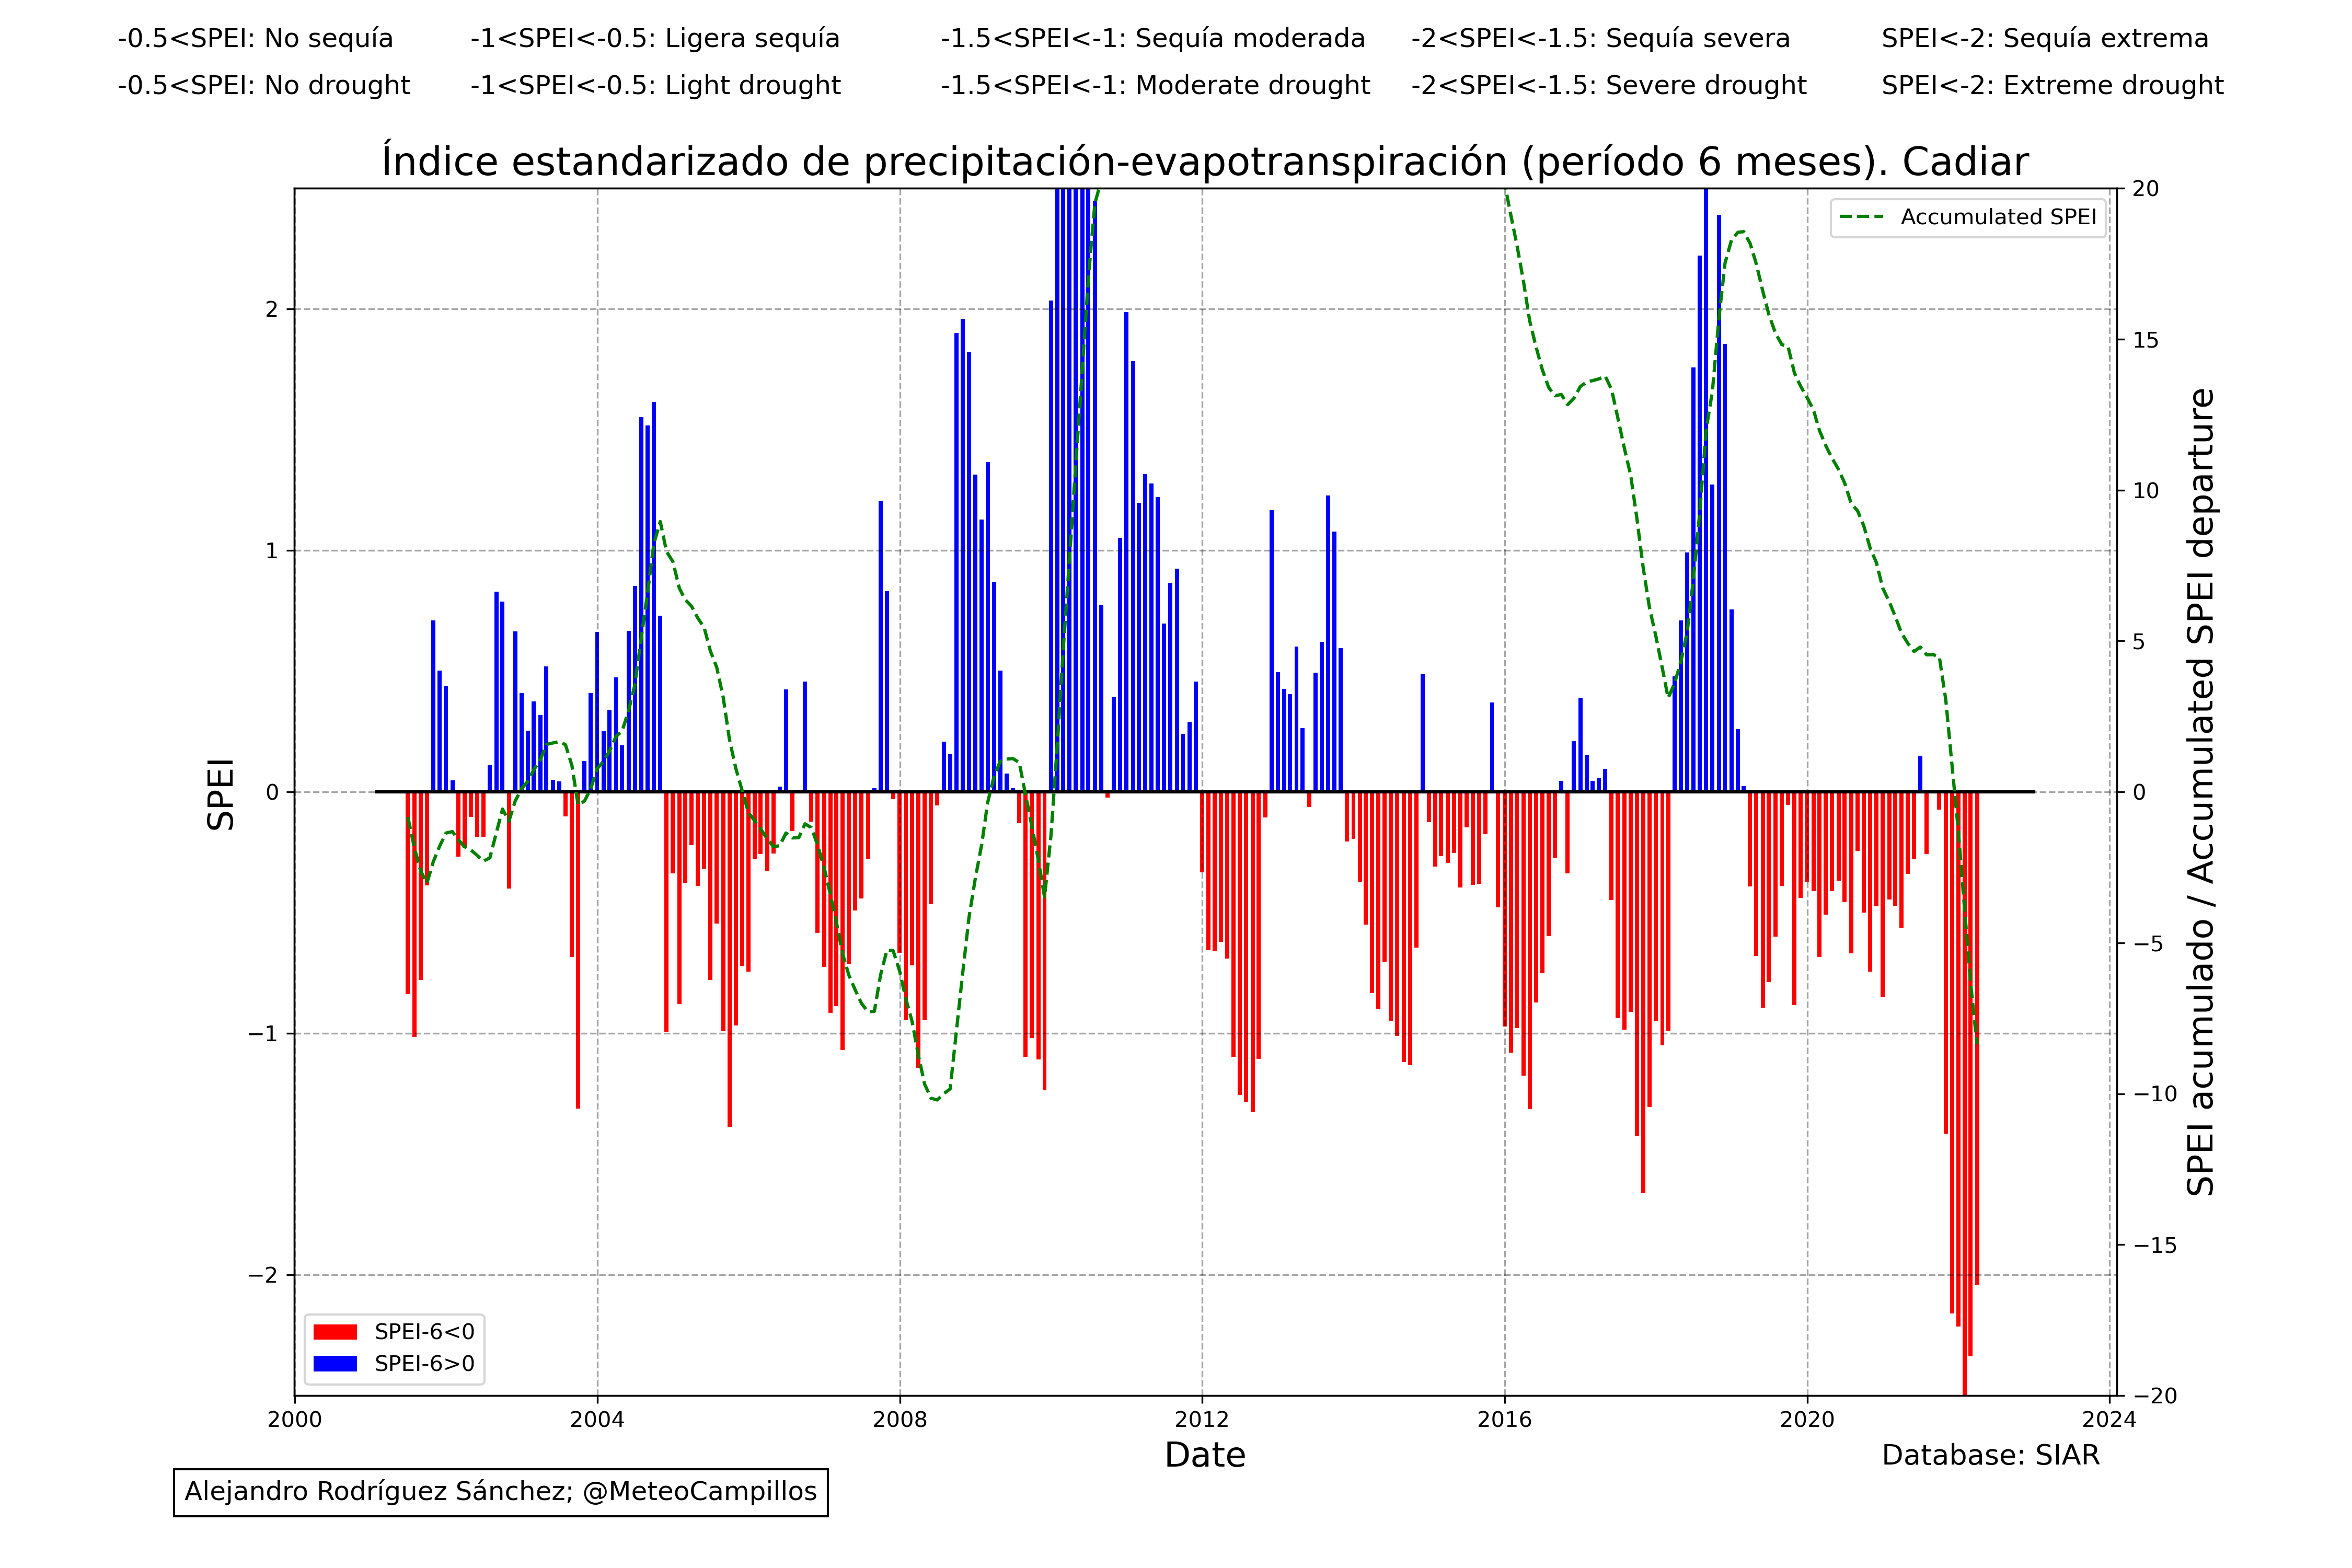 -0.5<SPEI: No sequía -1<SPEI<-0.5: Ligera sequía -1.5<SPEI<-1: Sequía moderada -2<SPEI<-1.5: Sequía severa SPEI<-2: Sequía extrema
-0.5<SPEI: No drought -1<SPEI<-0.5: Light drought -1.5<SPEI<-1: Moderate drought -2<SPEI<-1.5: Severe drought SPEI<-2: Extreme drought
Índice estandarizado de precipitación-evapotranspiración (período 6 meses). Cadiar
Accumulated SPEI
SPEI
2
1
0
−1
−2
20
15
10
5
0
−5
−10
−15
−20
SPEI acumulado / Accumulated SPEI departure
SPEI-6<0
SPEI-6>0
2000 2004 2008 2012 2016 2020 2024
Date
Database: SIAR
Alejandro Rodríguez Sánchez; @MeteoCampillos